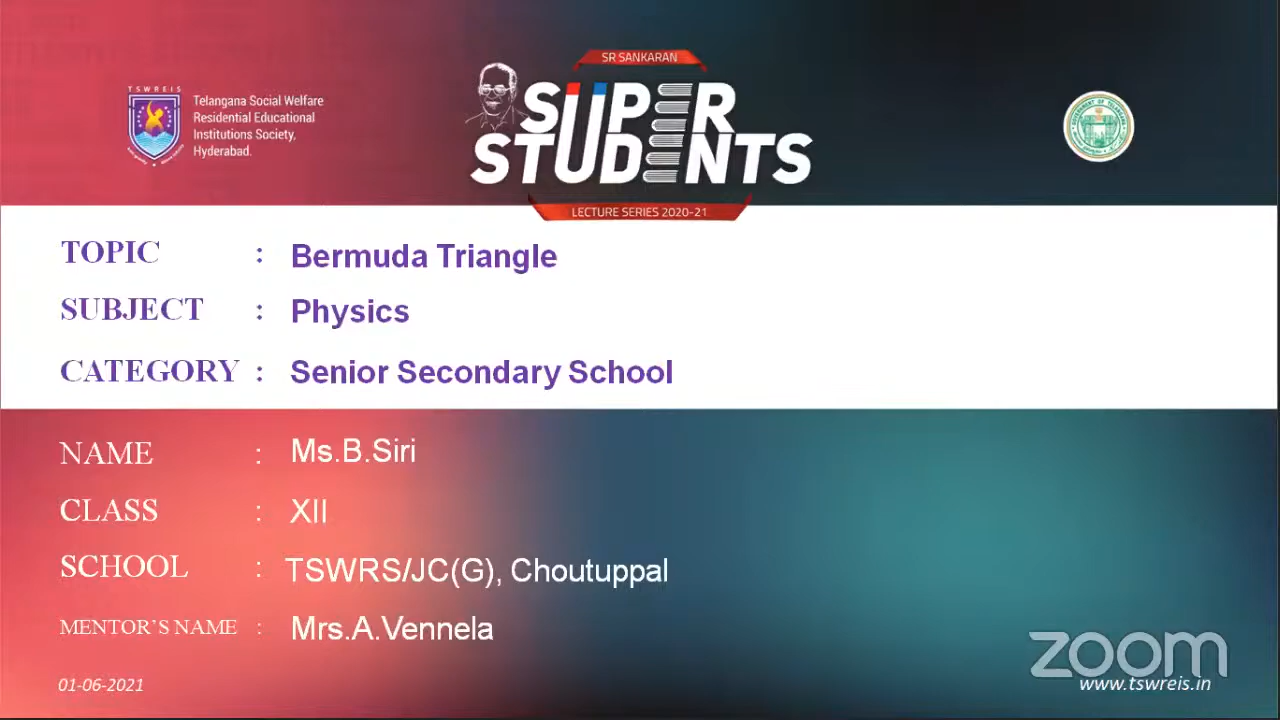 SR SANKARAN
TSWREIS
Telangana Social Welfare
Residential Educational
Institutions Society,
Hyderabad.
SUPER
STUDENTS
LECTURE SERIES 2020-21
TOPIC : Bermuda Triangle
SUBJECT : Physics
CATEGORY : Senior Secondary School
NAME : Ms.B.Siri
CLASS : XII
SCHOOL : TSWRS/JC(G), Choutuppal
MENTOR'S NAME : Mrs.A.Vennela
zoom
01-06-2021
www.tswreis.in